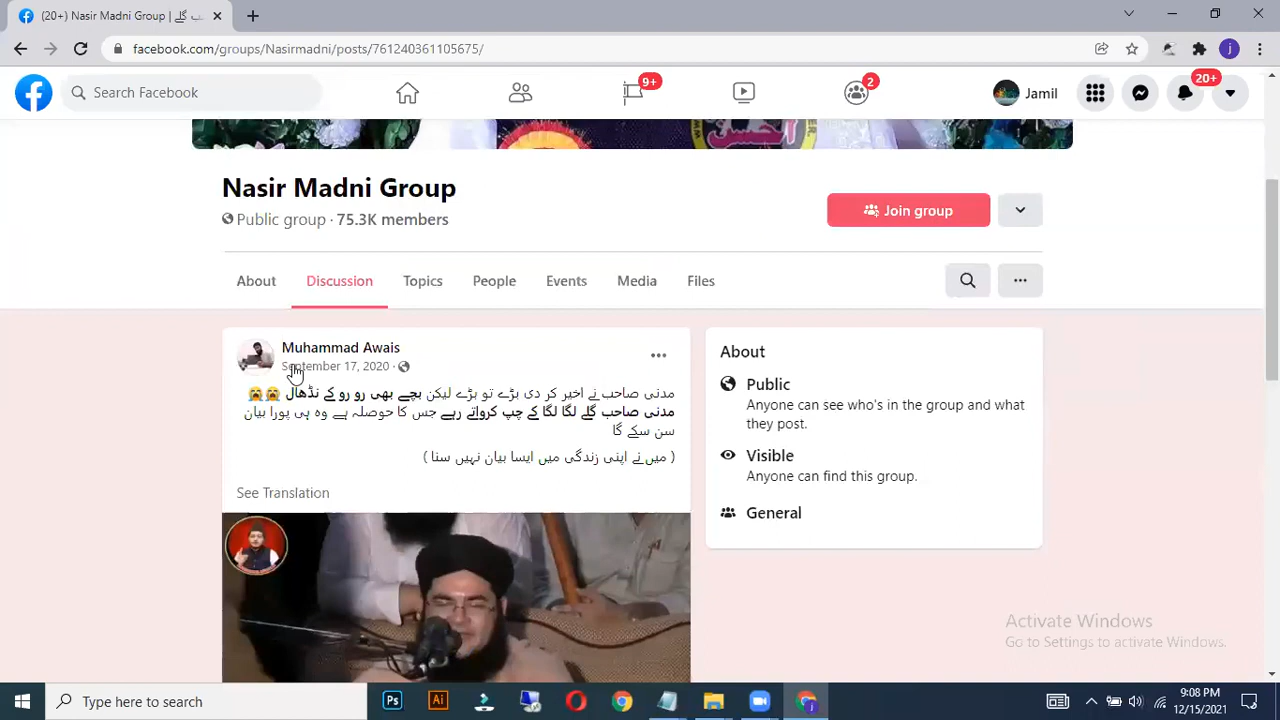 (20+) Nasir Madni Group
facebook.com/groups/Nasirmadni/posts/761240361105675/
Search Facebook
9+
2
Jamil
20+
Nasir Madni Group
Public group · 75.3K members
Join group
About
Discussion
Topics
People
Events
Media
Files
Muhammad Awais
September 17, 2020 ·
مدنی صاحب نے اخیر کر دی بڑے تو بڑے لیکن بچے بھی رو رو کے نڈھال 😭😭
مدنی صاحب گلے لگا لگا کے چپ کرواتے رہے جس کا حوصلہ ہے وہ ہی پورا بیان
سن سکے گا
( میں نے اپنی زندگی میں ایسا بیان نہیں سنا )
See Translation
About
Public
Anyone can see who's in the group and what
they post.
Visible
Anyone can find this group.
General
Activate Windows
Go to Settings to activate Windows.
Type here to search
Ps
Ai
9:08 PM
12/15/2021